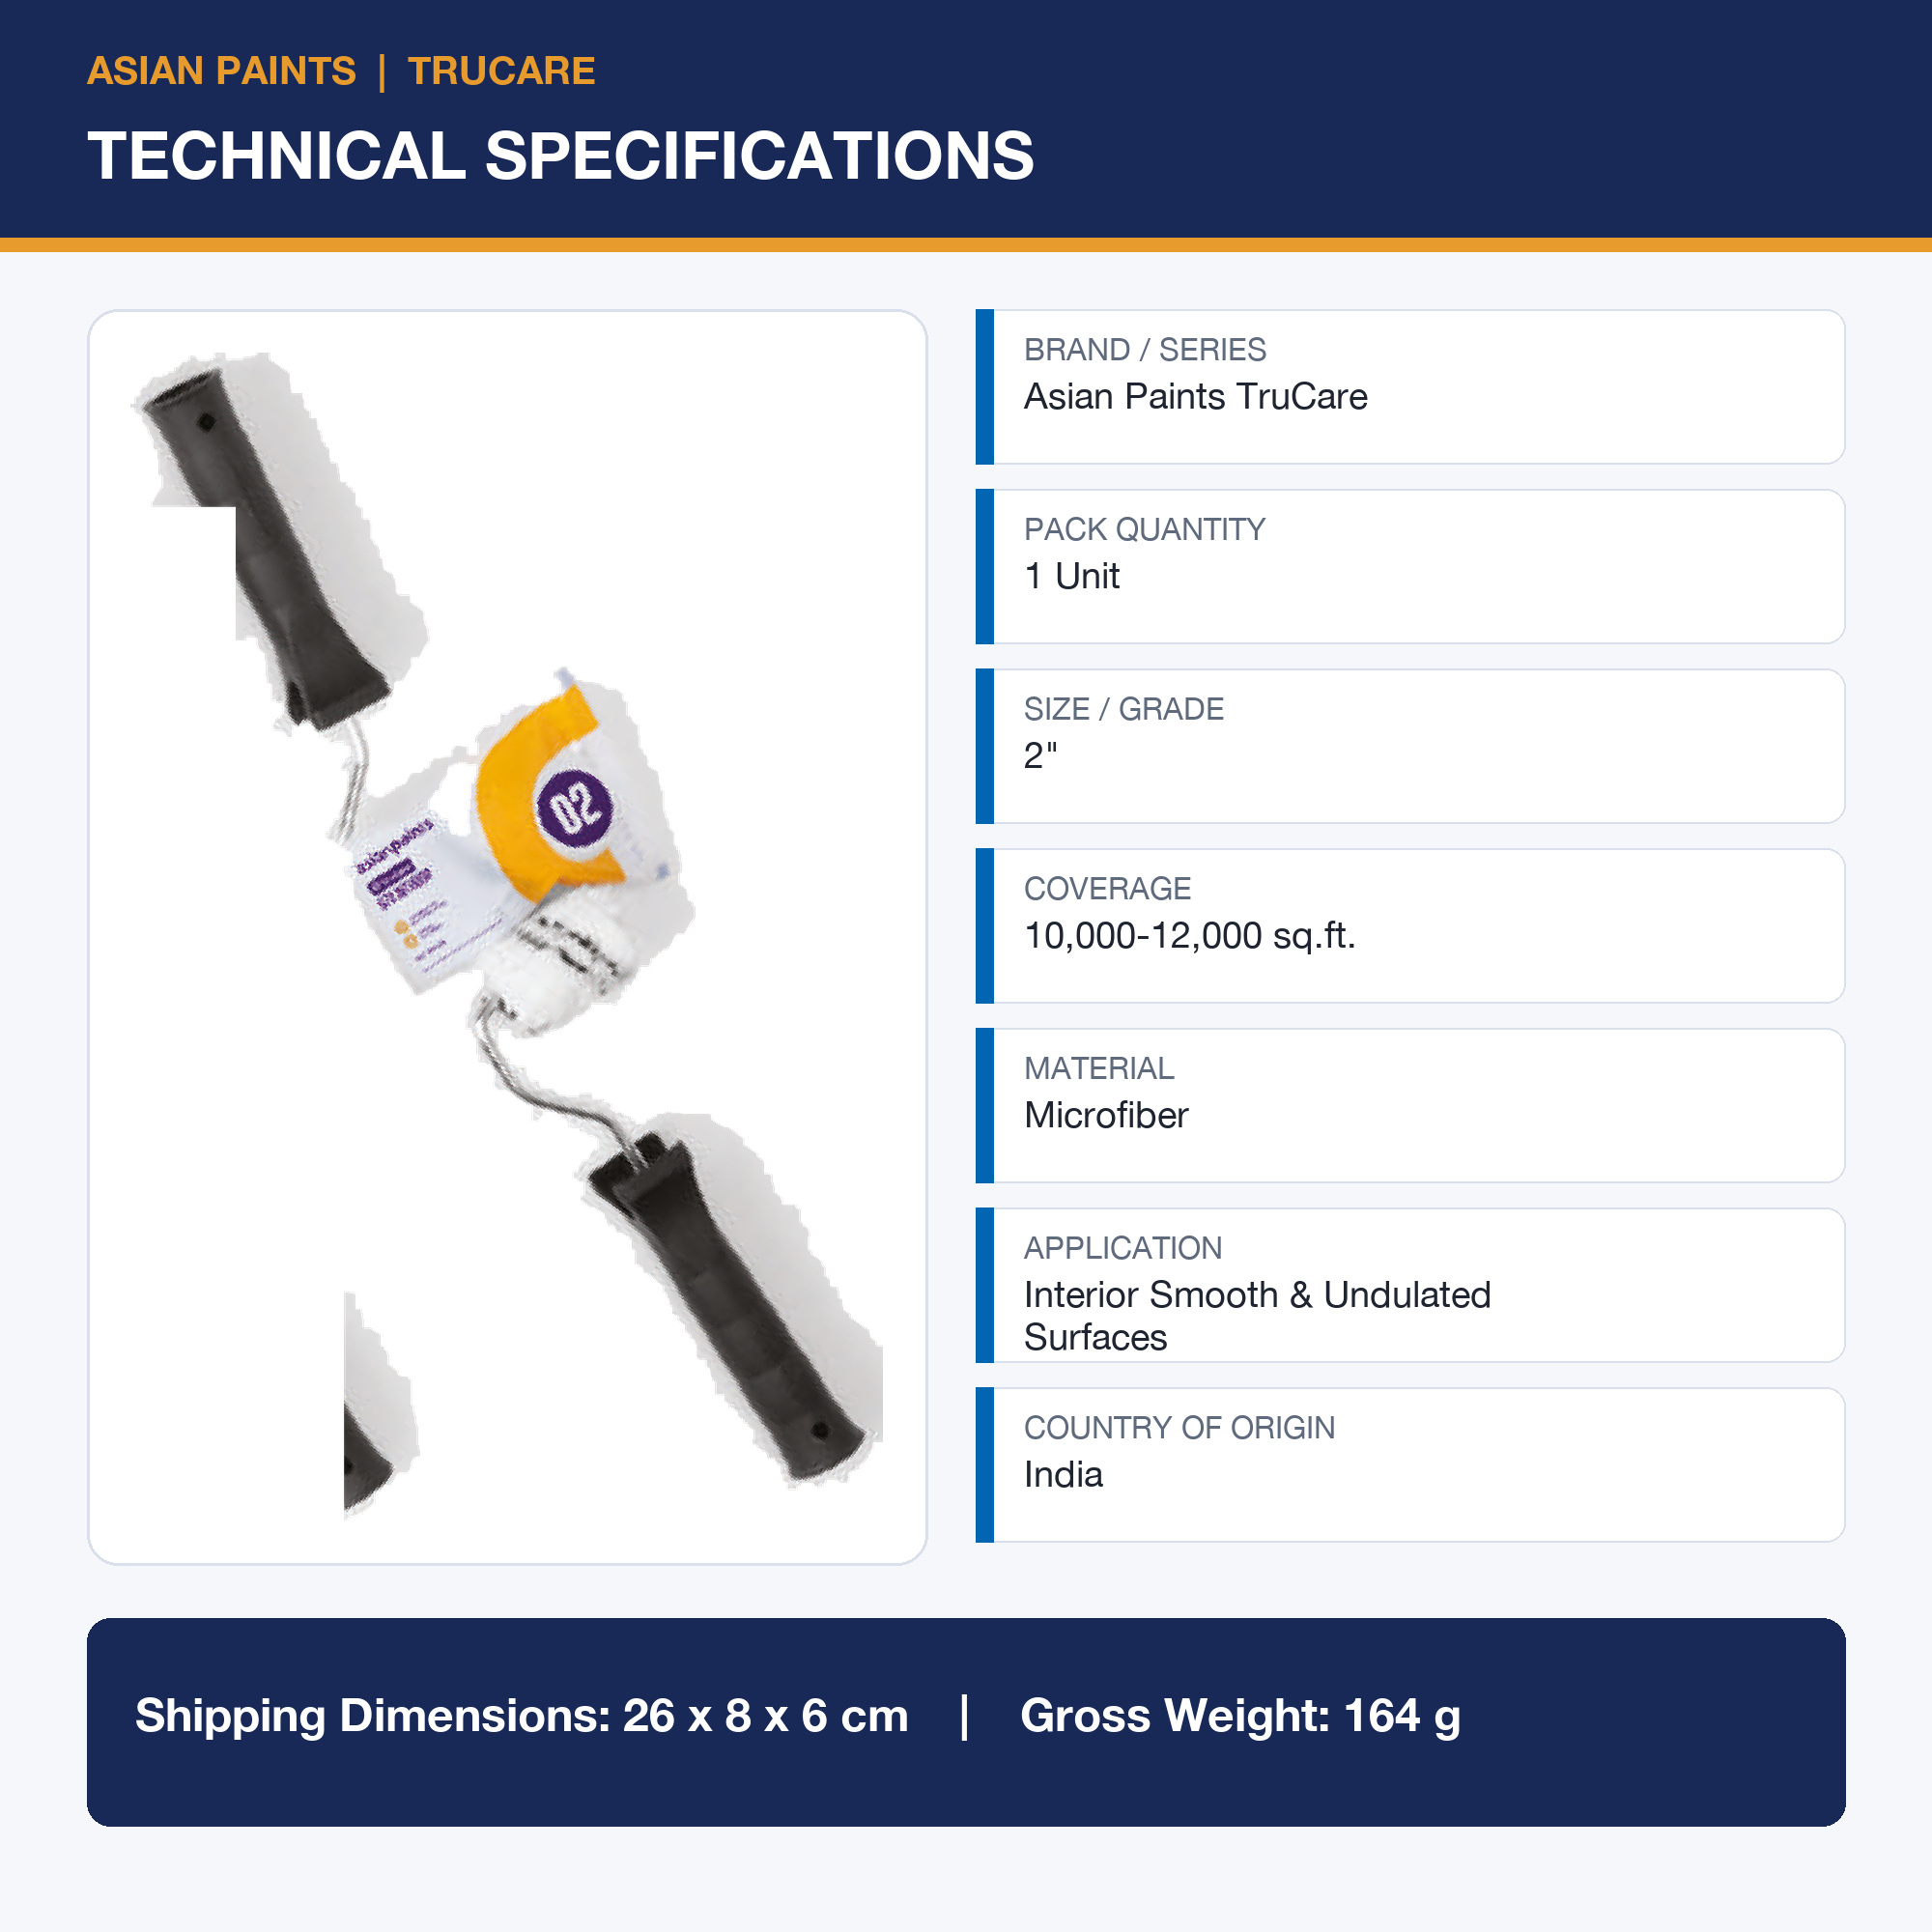 ASIAN PAINTS | TRUCARE
TECHNICAL SPECIFICATIONS
asianpaints
02
BRAND / SERIES
Asian Paints TruCare
PACK QUANTITY
1 Unit
SIZE / GRADE
2"
COVERAGE
10,000-12,000 sq.ft.
MATERIAL
Microfiber
APPLICATION
Interior Smooth & Undulated
Surfaces
COUNTRY OF ORIGIN
India
Shipping Dimensions: 26 x 8 x 6 cm | Gross Weight: 164 g